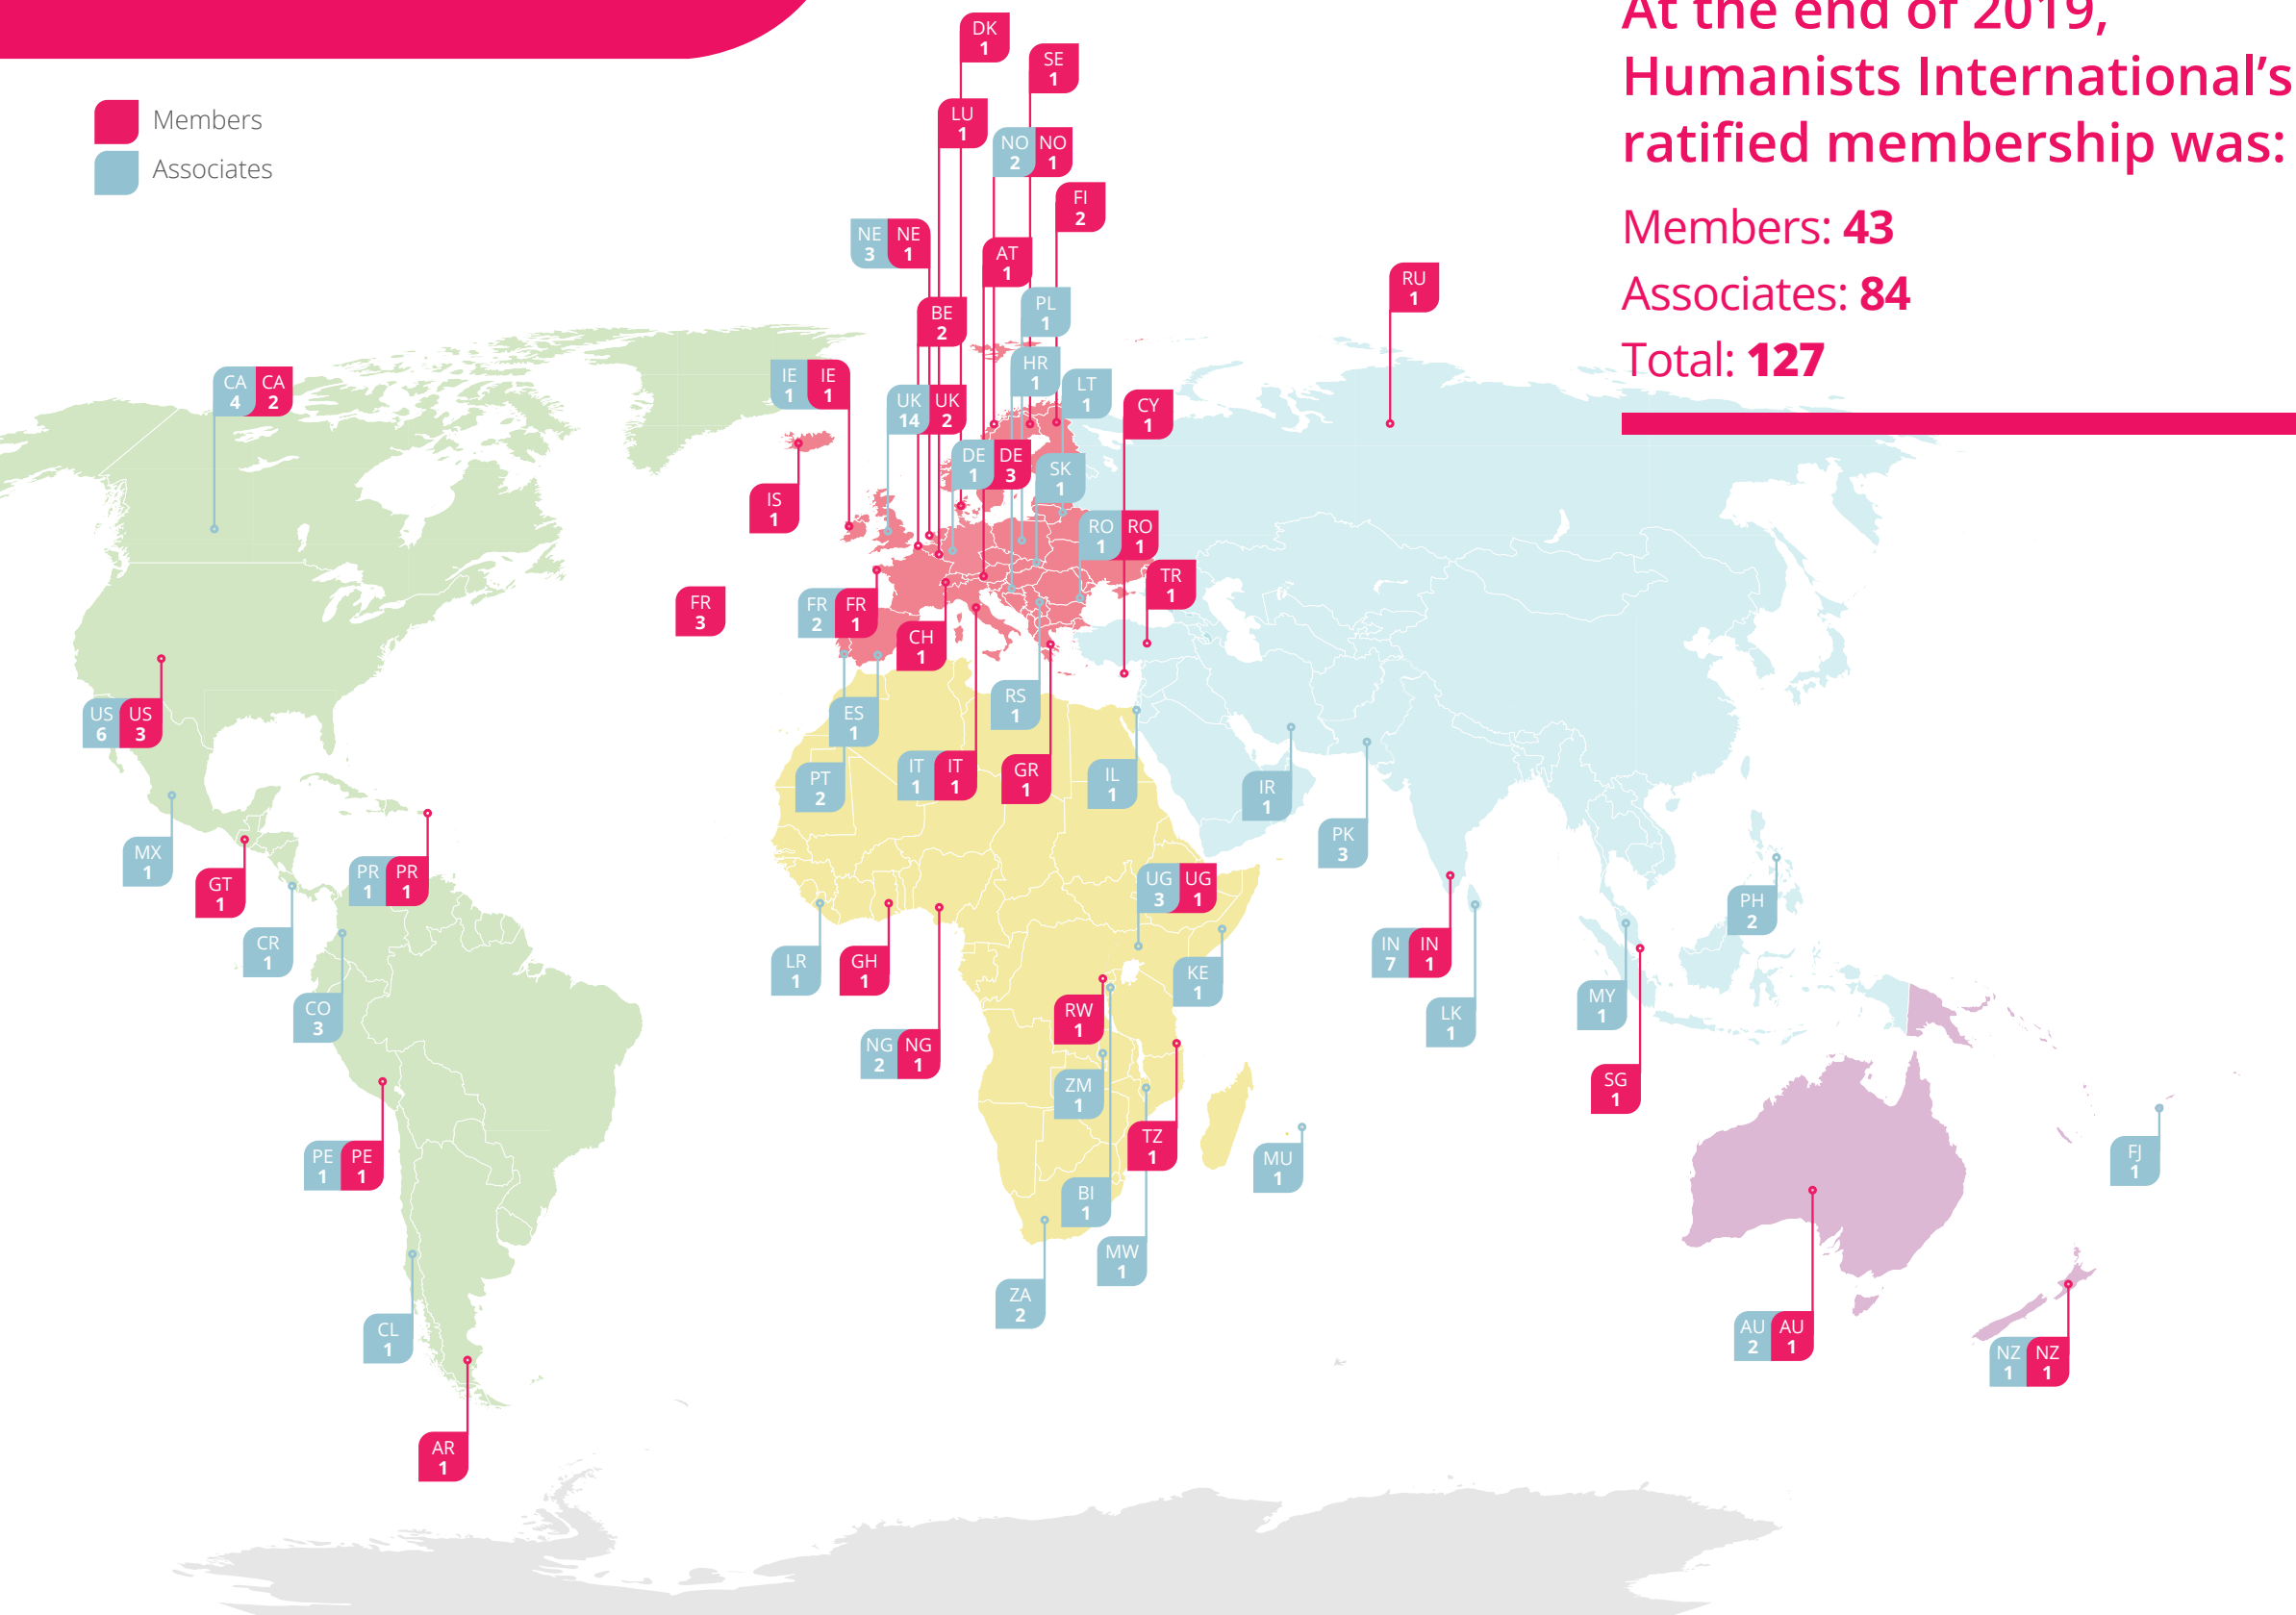 At the end of 2019,
Humanists International’s
ratified membership was:
Members: 43
Associates: 84
Total: 127
Members
Associates
DK
1
SE
1
LU
1
NO
2
NO
1
FI
2
NE
3
NE
1
AT
1
RU
1
PL
1
BE
2
HR
1
IE
1
IE
1
LT
1
CA
4
CA
2
UK
14
UK
2
CY
1
DE
1
DE
3
SK
1
IS
1
RO
1
RO
1
TR
1
FR
3
FR
2
FR
1
CH
1
RS
1
ES
1
US
6
US
3
IT
1
IT
1
GR
1
IL
1
PT
2
IR
1
PK
3
MX
1
GT
1
PR
1
PR
1
UG
3
UG
1
PH
2
CR
1
IN
7
IN
1
LR
1
GH
1
KE
1
CO
3
MY
1
RW
1
LK
1
NG
2
NG
1
SG
1
ZM
1
TZ
1
PE
1
PE
1
MU
1
FJ
1
BI
1
MW
1
ZA
2
CL
1
AU
2
AU
1
NZ
1
NZ
1
AR
1